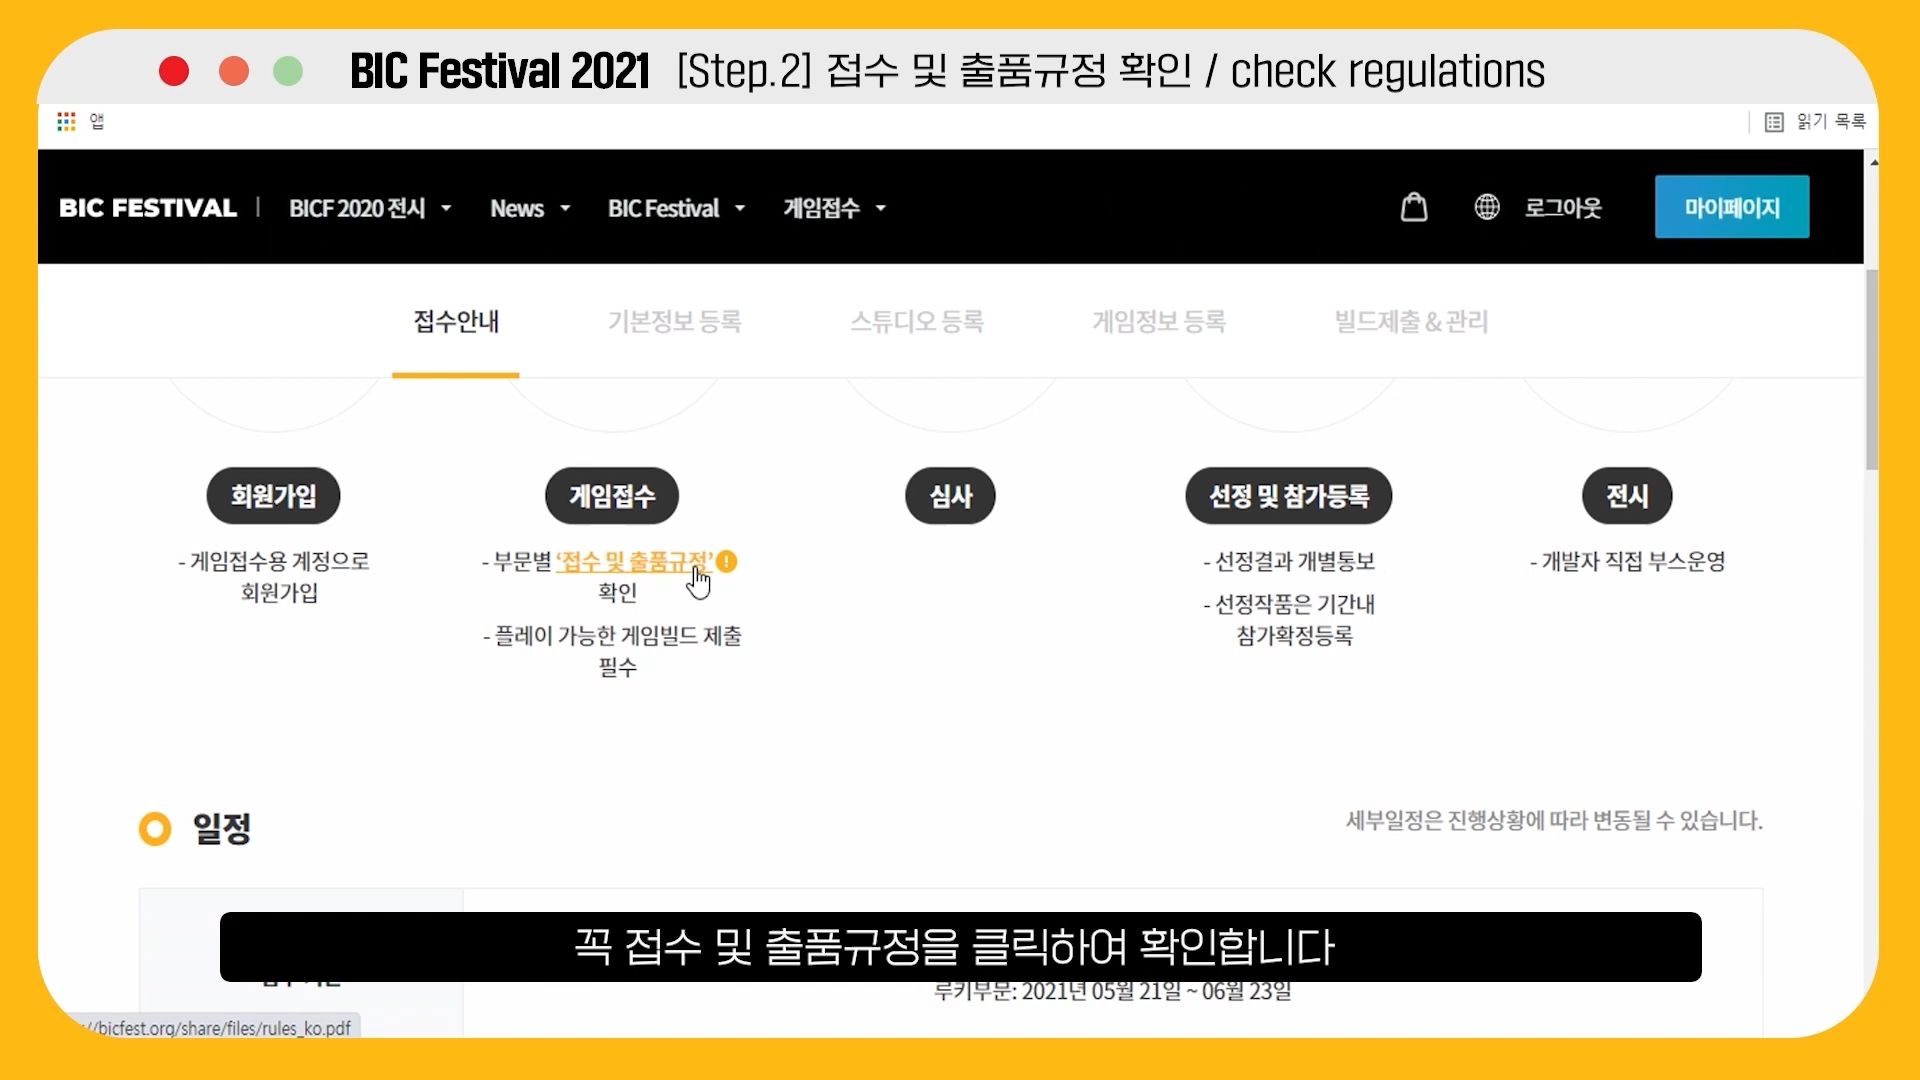 BIC Festival 2021 [Step.2] 접수 및 출품규정 확인 / check regulations
앱
읽기 목록
BIC FESTIVAL | BICF 2020 전시 News BIC Festival 게임접수 로그아웃 마이페이지
접수안내 기본정보 등록 스튜디오 등록 게임정보 등록 빌드제출 & 관리
회원가입
- 게임접수용 계정으로
회원가입
게임접수
- 부문별 ‘접수 및 출품규정’
확인
- 플레이 가능한 게임빌드 제출
필수
심사
선정 및 참가등록
- 선정결과 개별통보
- 선정작품은 기간내
참가확정등록
전시
- 개발자 직접 부스운영
일정
세부일정은 진행상황에 따라 변동될 수 있습니다.
꼭 접수 및 출품규정을 클릭하여 확인합니다
루키부문: 2021년 05월 21일 ~ 06월 23일
//bicfest.org/share/files/rules_ko.pdf